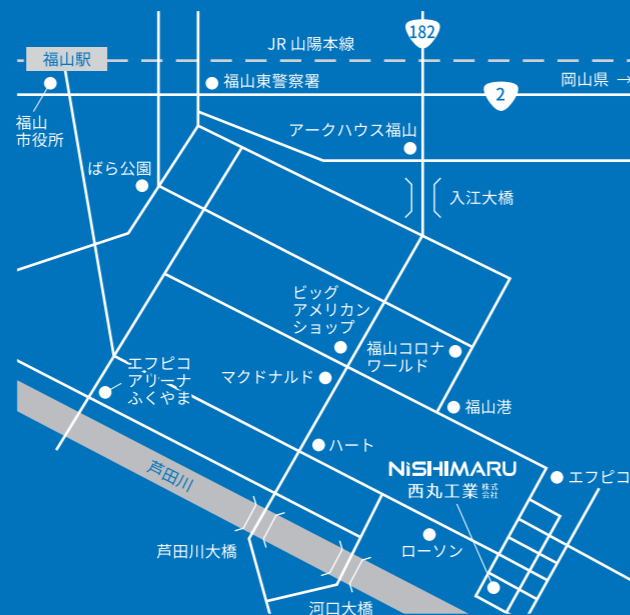 182
JR 山陽本線
福山駅
福山東警察署
岡山県 →
2
福山
市役所
アークハウス福山
ばら公園
入江大橋
ビッグ
アメリカン
ショップ
福山コロナ
ワールド
エフピコ
アリーナ
ふくやま
マクドナルド
福山港
ハート
NiSHIMARU
西丸工業株式会社
エフピコ
芦田川
芦田川大橋
ローソン
河口大橋